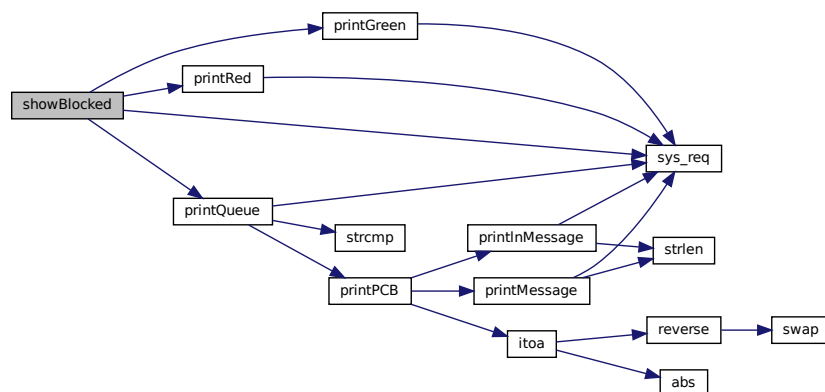 printGreen
printRed
showBlocked
sys_req
printQueue
strcmp
printlnMessage
strlen
printPCB
printMessage
reverse
swap
itoa
abs